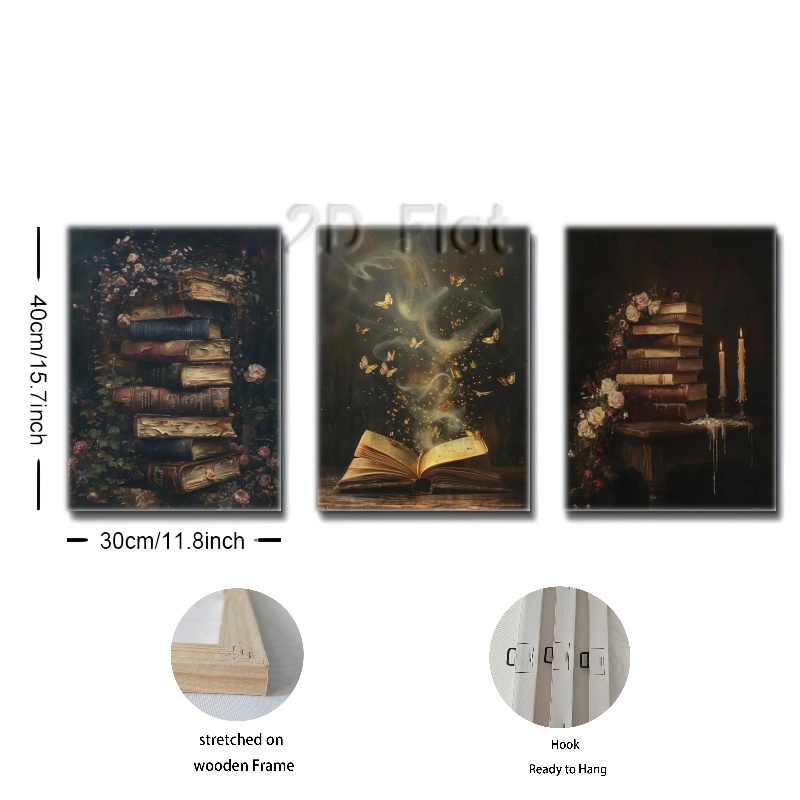 2D Flat
40cm/15.7inch
30cm/11.8inch
stretched on
wooden Frame
Hook
Ready to Hang